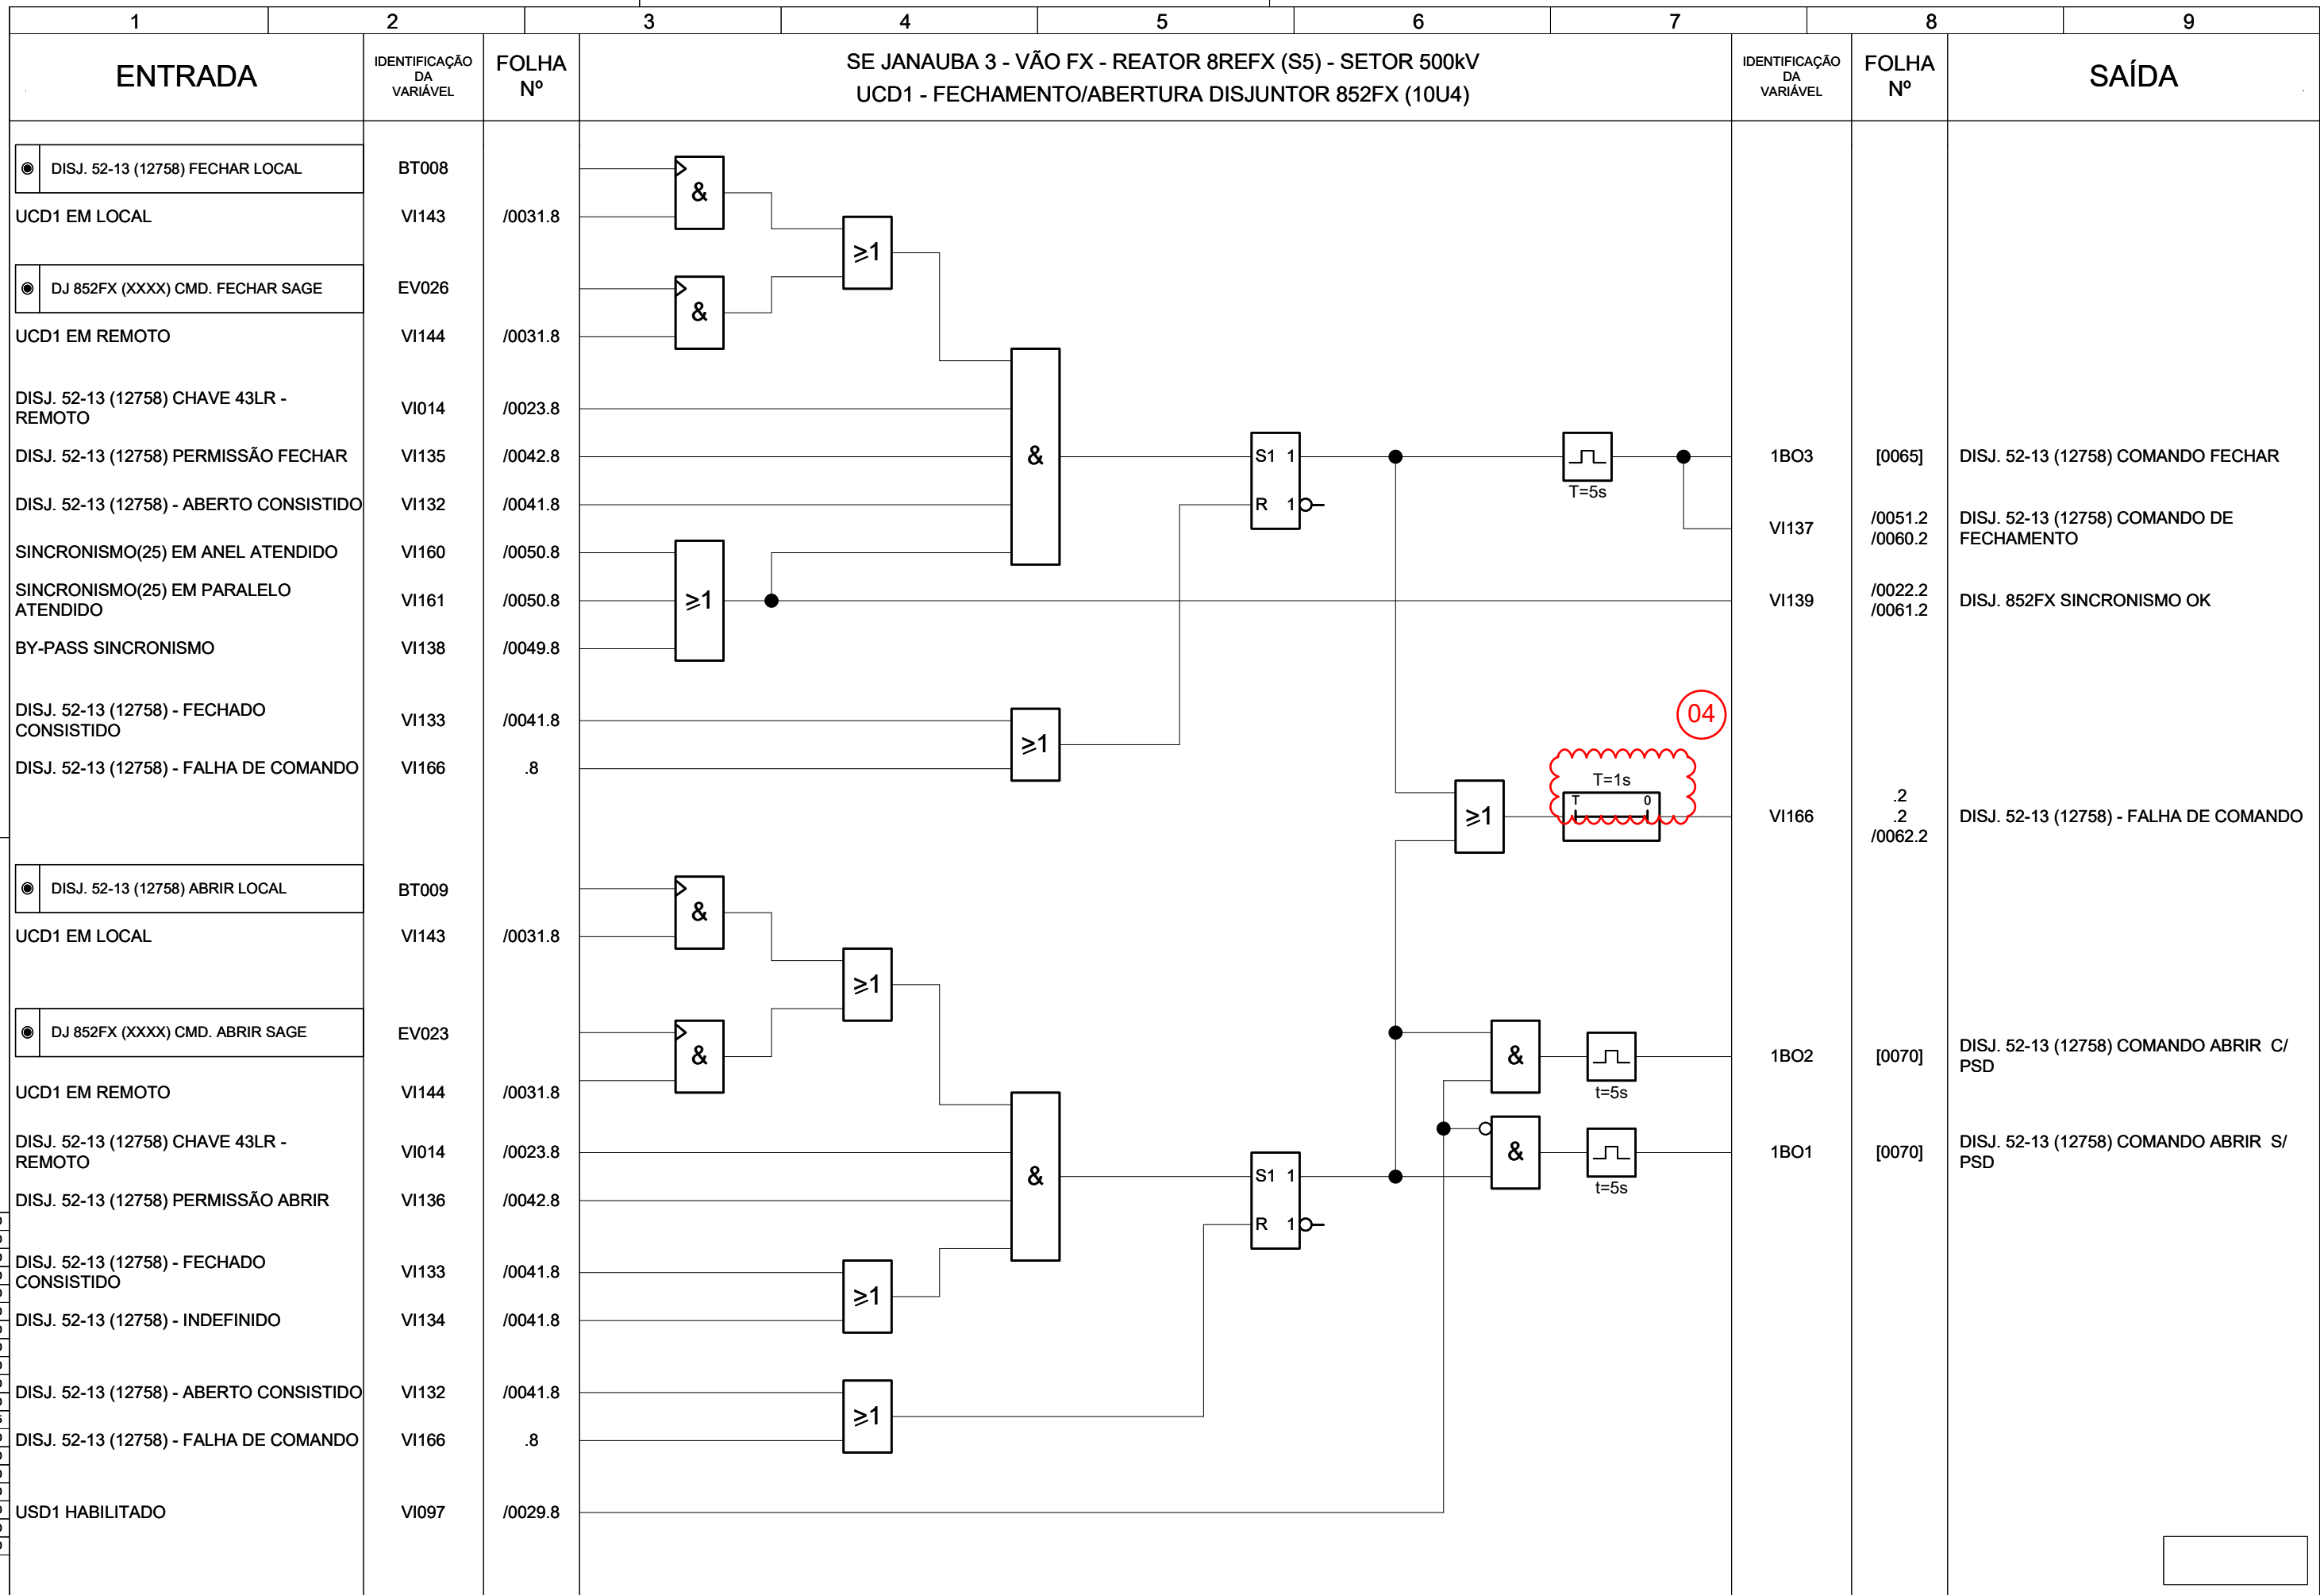 1 2 3 4 5 6 7 8 9
ENTRADA
IDENTIFICAÇÃO
DA
VARIÁVEL
FOLHA
Nº
SE JANAUBA 3 - VÃO FX - REATOR 8REFX (S5) - SETOR 500kV
UCD1 - FECHAMENTO/ABERTURA DISJUNTOR 852FX (10U4)
IDENTIFICAÇÃO
DA
VARIÁVEL
FOLHA
Nº
SAÍDA
DISJ. 52-13 (12758) FECHAR LOCAL BT008
&
UCD1 EM LOCAL VI143 /0031.8
≥1
DJ 852FX (XXXX) CMD. FECHAR SAGE EV026
&
UCD1 EM REMOTO VI144 /0031.8
DISJ. 52-13 (12758) CHAVE 43LR -
REMOTO
VI014 /0023.8
DISJ. 52-13 (12758) PERMISSÃO FECHAR VI135 /0042.8 & S1 1 1BO3 [0065] DISJ. 52-13 (12758) COMANDO FECHAR
T=5s
DISJ. 52-13 (12758) - ABERTO CONSISTIDO VI132 /0041.8 R 1
VI137
/0051.2
/0060.2
DISJ. 52-13 (12758) COMANDO DE
FECHAMENTO
SINCRONISMO(25) EM ANEL ATENDIDO VI160 /0050.8
SINCRONISMO(25) EM PARALELO
ATENDIDO
VI161 /0050.8 ≥1 VI139
/0022.2
/0061.2
DISJ. 852FX SINCRONISMO OK
BY-PASS SINCRONISMO VI138 /0049.8
DISJ. 52-13 (12758) - FECHADO
CONSISTIDO
VI133 /0041.8
04
≥1
DISJ. 52-13 (12758) - FALHA DE COMANDO VI166 .8
T=1s
T 0
≥1 VI166
.2
.2
/0062.2
DISJ. 52-13 (12758) - FALHA DE COMANDO
DISJ. 52-13 (12758) ABRIR LOCAL BT009
&
UCD1 EM LOCAL VI143 /0031.8
≥1
DJ 852FX (XXXX) CMD. ABRIR SAGE EV023
&
& t=5s 1BO2 [0070]
DISJ. 52-13 (12758) COMANDO ABRIR C/
PSD
UCD1 EM REMOTO VI144 /0031.8
DISJ. 52-13 (12758) CHAVE 43LR -
REMOTO
VI014 /0023.8
& t=5s 1BO1 [0070]
DISJ. 52-13 (12758) COMANDO ABRIR S/
PSD
& S1 1
DISJ. 52-13 (12758) PERMISSÃO ABRIR VI136 /0042.8
R 1
DISJ. 52-13 (12758) - FECHADO
CONSISTIDO
VI133 /0041.8
≥1
DISJ. 52-13 (12758) - INDEFINIDO VI134 /0041.8
DISJ. 52-13 (12758) - ABERTO CONSISTIDO VI132 /0041.8
≥1
DISJ. 52-13 (12758) - FALHA DE COMANDO VI166 .8
USD1 HABILITADO VI097 /0029.8